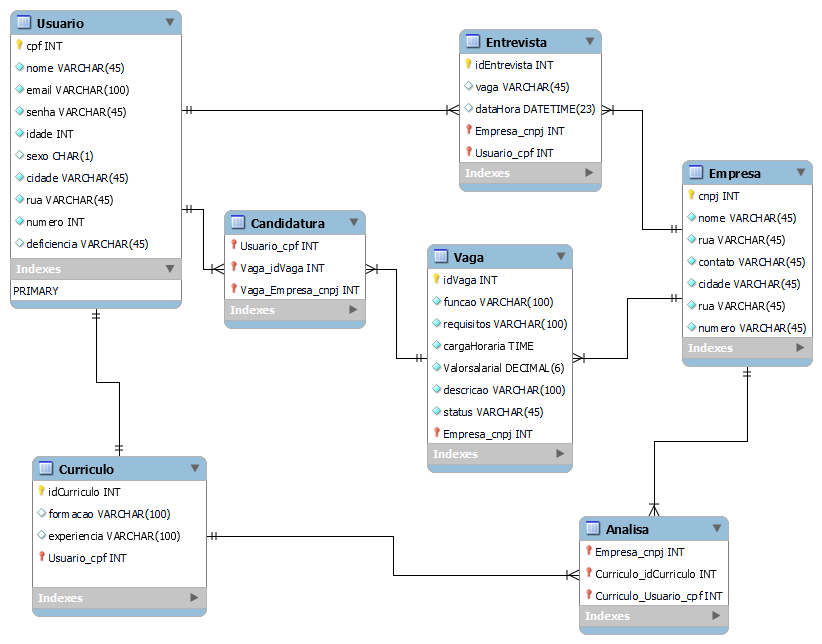 Usuario
cpf INT
nome VARCHAR(45)
email VARCHAR(100)
senha VARCHAR(45)
idade INT
sexo CHAR(1)
cidade VARCHAR(45)
rua VARCHAR(45)
numero INT
deficiencia VARCHAR(45)
Indexes
PRIMARY
Entrevista
idEntrevista INT
vaga VARCHAR(45)
dataHora DATETIME(23)
Empresa_cnpj INT
Usuario_cpf INT
Indexes
Empresa
cnpj INT
nome VARCHAR(45)
rua VARCHAR(45)
contato VARCHAR(45)
cidade VARCHAR(45)
rua VARCHAR(45)
numero VARCHAR(45)
Indexes
Candidatura
Usuario_cpf INT
Vaga_idVaga INT
Vaga_Empresa_cnpj INT
Indexes
Vaga
idVaga INT
funcao VARCHAR(100)
requisitos VARCHAR(100)
cargaHoraria TIME
Valorsalarial DECIMAL(6)
descricao VARCHAR(100)
status VARCHAR(45)
Empresa_cnpj INT
Indexes
Curriculo
idCurriculo INT
formacao VARCHAR(100)
experiencia VARCHAR(100)
Usuario_cpf INT
Indexes
Analisa
Empresa_cnpj INT
Curriculo_idCurriculo INT
Curriculo_Usuario_cpf INT
Indexes